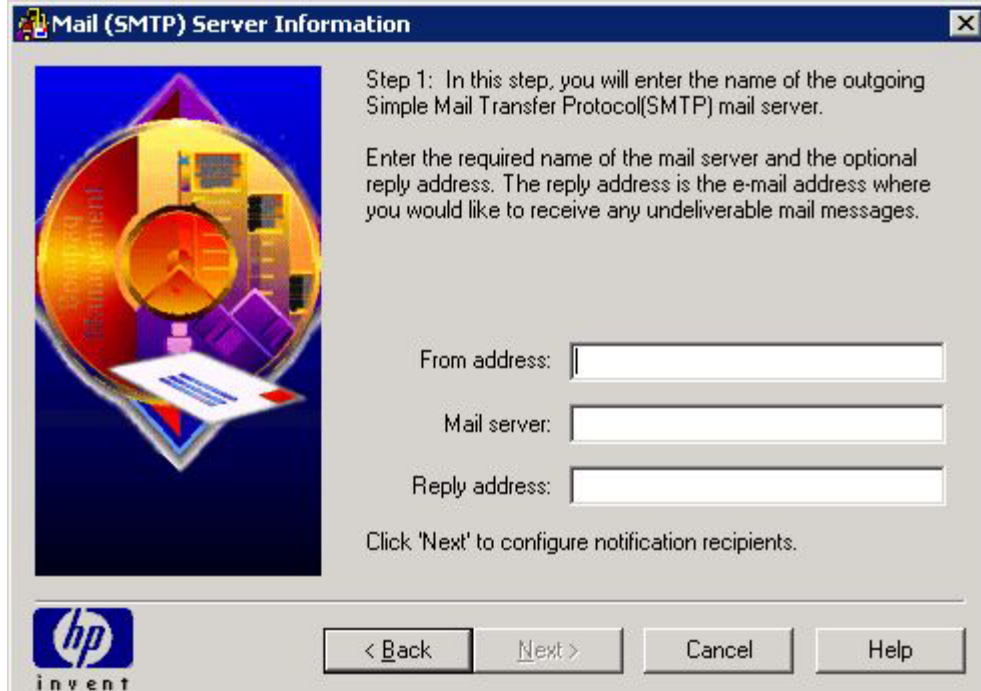 Mail (SMTP) Server Information
Step 1: In this step, you will enter the name of the outgoing
Simple Mail Transfer Protocol(SMTP) mail server.
Enter the required name of the mail server and the optional
reply address. The reply address is the e-mail address where
you would like to receive any undeliverable mail messages.
Compaq
Management
From address:
Mail server:
Reply address:
Click 'Next' to configure notification recipients.
hp
invent
< Back
Next >
Cancel
Help